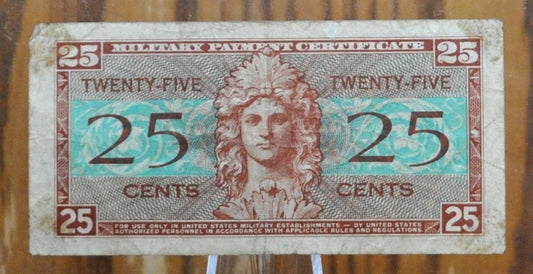 25 MILITARY PAYMENT CERTIFICATE 25
TWENTY-FIVE TWENTY-FIVE
25 25
CENTS CENTS
25 FOR USE ONLY IN UNITED STATES MILITARY ESTABLISHMENTS — BY UNITED STATES 25
AUTHORIZED PERSONNEL IN ACCORDANCE WITH APPLICABLE RULES AND REGULATIONS.